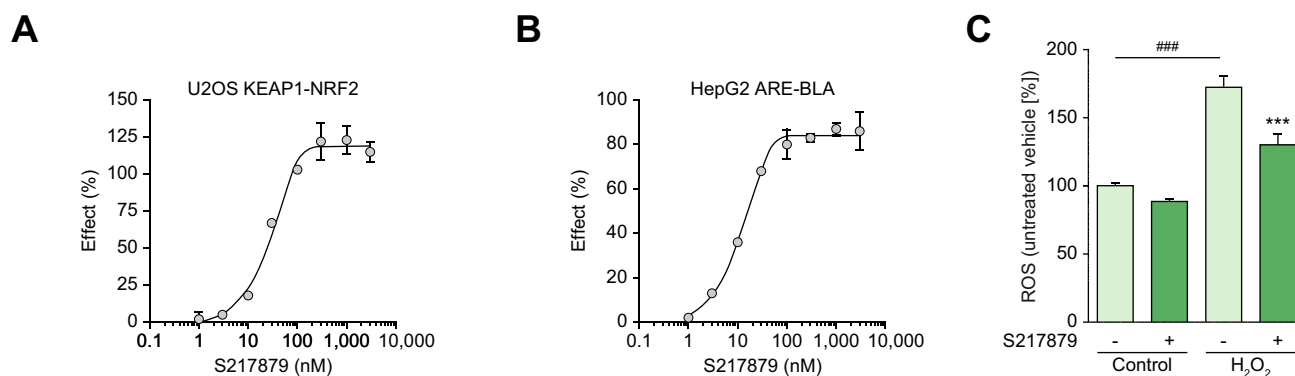 A
U2OS KEAP1-NRF2
Effect (%)
150
125
100
75
50
25
0
0.1 1 10 100 1,000 10,000
S217879 (nM)
B
HepG2 ARE-BLA
Effect (%)
100
80
60
40
20
0
0.1 1 10 100 1,000 10,000
S217879 (nM)
C
ROS (untreated vehicle [%])
200
150
100
50
0
###
***
S217879 - + - +
Control H₂O₂